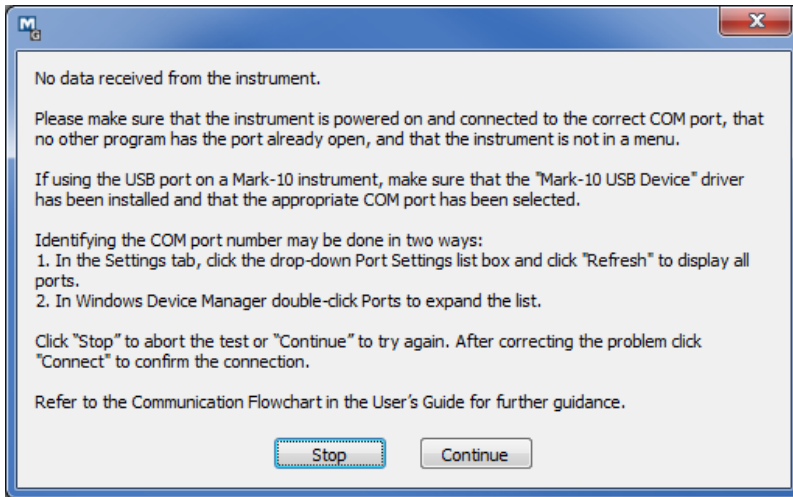 M
G
No data received from the instrument.
Please make sure that the instrument is powered on and connected to the correct COM port, that
no other program has the port already open, and that the instrument is not in a menu.
If using the USB port on a Mark-10 instrument, make sure that the "Mark-10 USB Device" driver
has been installed and that the appropriate COM port has been selected.
Identifying the COM port number may be done in two ways:
1. In the Settings tab, click the drop-down Port Settings list box and click "Refresh" to display all
ports.
2. In Windows Device Manager double-click Ports to expand the list.
Click "Stop" to abort the test or "Continue" to try again. After correcting the problem click
"Connect" to confirm the connection.
Refer to the Communication Flowchart in the User's Guide for further guidance.
Stop Continue